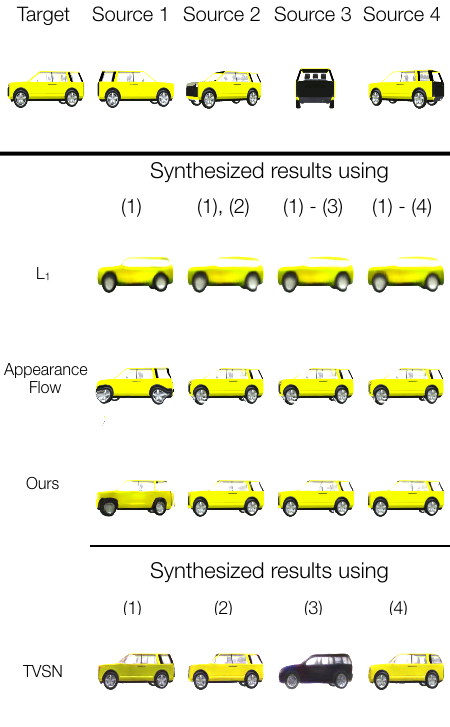 Target Source 1 Source 2 Source 3 Source 4
Synthesized results using
(1) (1), (2) (1) - (3) (1) - (4)
L₁
Appearance
Flow
Ours
Synthesized results using
(1) (2) (3) (4)
TVSN